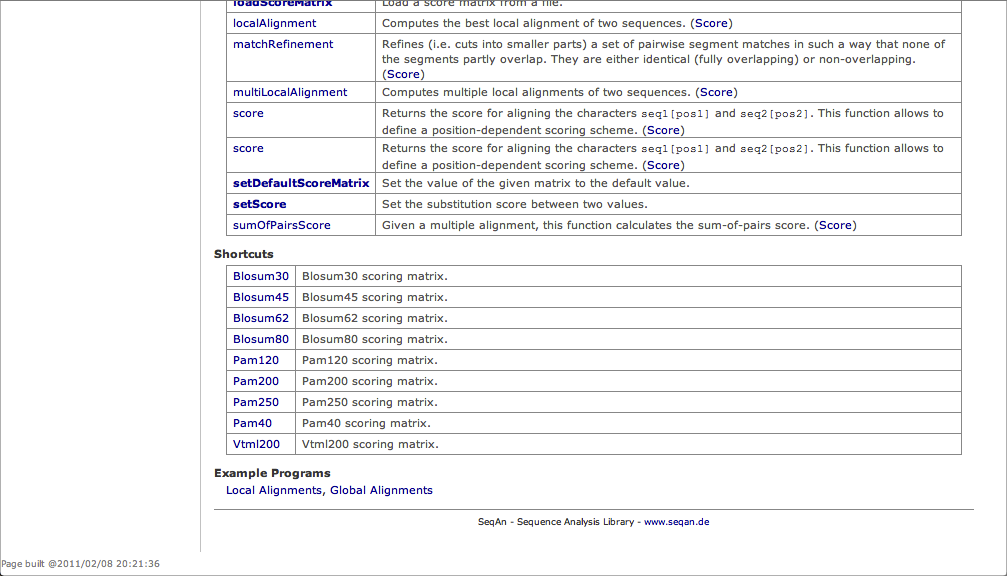 loadScoreMatrix Load a score matrix from a file.
localAlignment Computes the best local alignment of two sequences. (Score)
matchRefinement Refines (i.e. cuts into smaller parts) a set of pairwise segment matches in such a way that none of
the segments partly overlap. They are either identical (fully overlapping) or non-overlapping.
(Score)
multiLocalAlignment Computes multiple local alignments of two sequences. (Score)
score Returns the score for aligning the characters seq1[pos1] and seq2[pos2]. This function allows to
define a position-dependent scoring scheme. (Score)
score Returns the score for aligning the characters seq1[pos1] and seq2[pos2]. This function allows to
define a position-dependent scoring scheme. (Score)
setDefaultScoreMatrix Set the value of the given matrix to the default value.
setScore Set the substitution score between two values.
sumOfPairsScore Given a multiple alignment, this function calculates the sum-of-pairs score. (Score)
Shortcuts
Blosum30 Blosum30 scoring matrix.
Blosum45 Blosum45 scoring matrix.
Blosum62 Blosum62 scoring matrix.
Blosum80 Blosum80 scoring matrix.
Pam120 Pam120 scoring matrix.
Pam200 Pam200 scoring matrix.
Pam250 Pam250 scoring matrix.
Pam40 Pam40 scoring matrix.
Vtml200 Vtml200 scoring matrix.
Example Programs
Local Alignments, Global Alignments
SeqAn - Sequence Analysis Library - www.seqan.de
Page built @2011/02/08 20:21:36